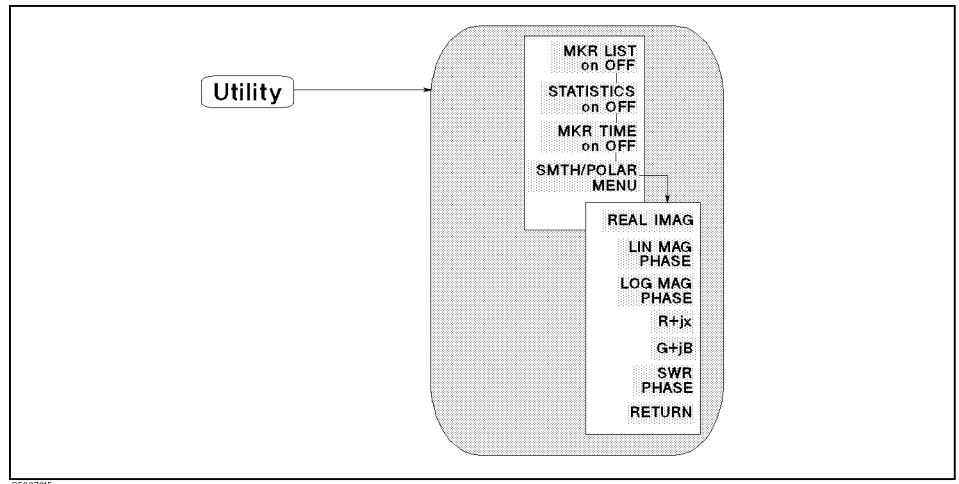 Utility
MKR LIST
on OFF
STATISTICS
on OFF
MKR TIME
on OFF
SMTH/POLAR
MENU
REAL IMAG
LIN MAG
PHASE
LOG MAG
PHASE
R+jx
G+jB
SWR
PHASE
RETURN